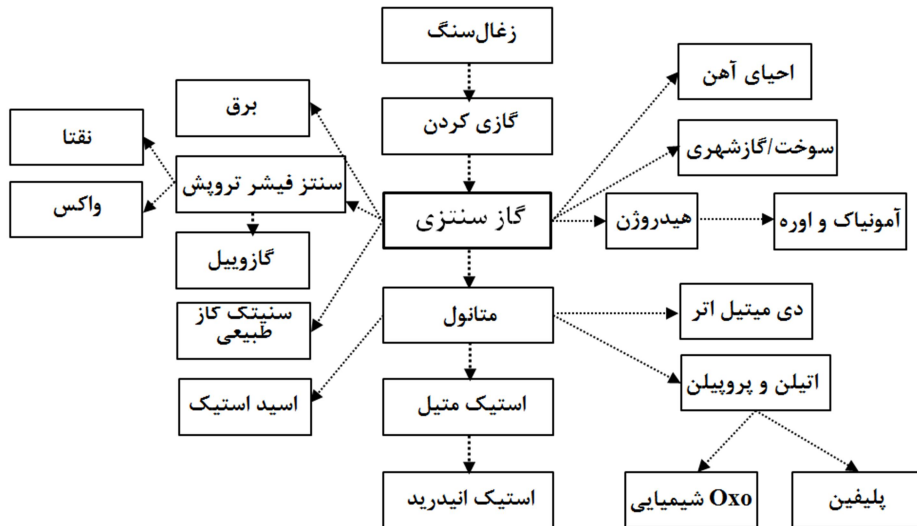 زغال‌سنگ
احیای آهن
برق
گازی کردن
نفتا
سوخت/گازشهری
سنتز فیشر تروپش
واکس
گاز سنتزی
هیدروژن
آمونیاک و اوره
گازوییل
سنیتک گاز
طبیعی
متانول
دی میتیل اتر
اتیلن و پروپیلن
اسید استیک
استیک متیل
استیک انیدرید
Oxo شیمیایی
پلیفین